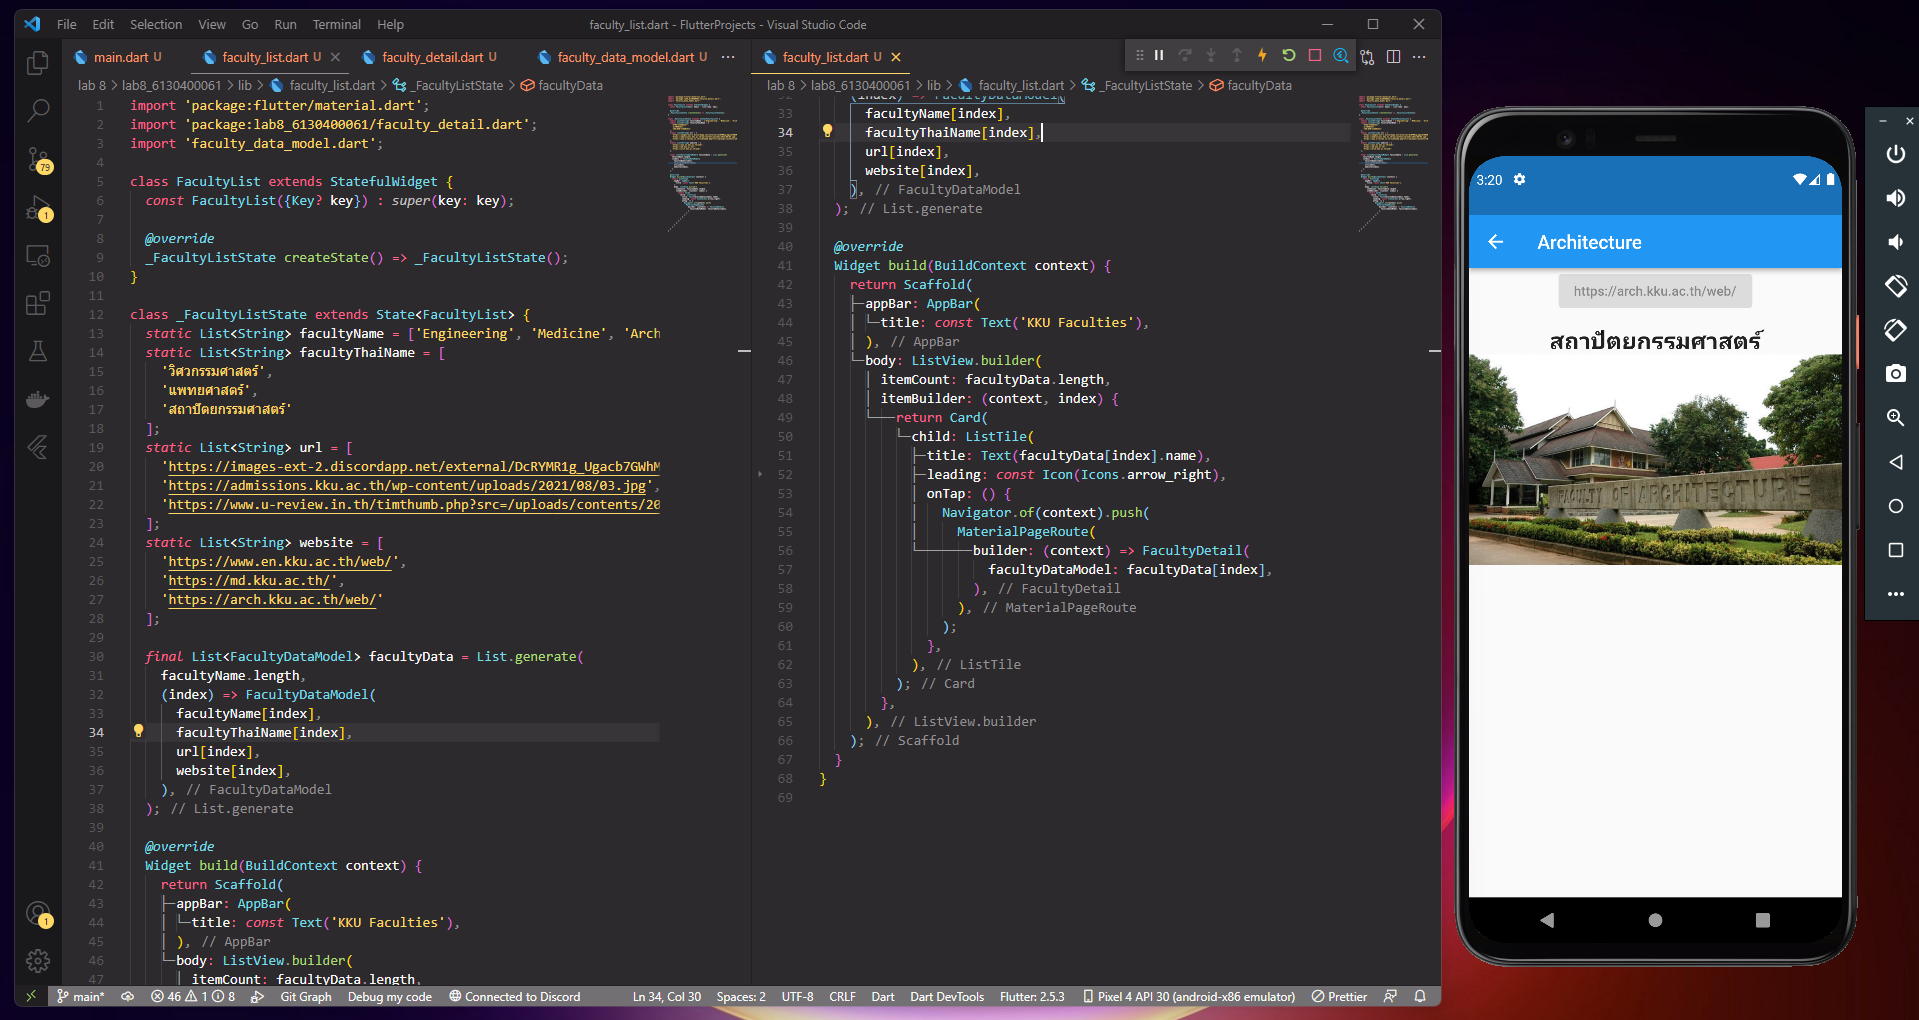 File Edit Selection View Go Run Terminal Help
faculty_list.dart - FlutterProjects - Visual Studio Code
main.dart U
faculty_list.dart U
faculty_detail.dart U
faculty_data_model.dart U
lab 8 > lab8_6130400061 > lib > faculty_list.dart > _FacultyListState > facultyData
1 import 'package:flutter/material.dart';
2 import 'package:lab8_6130400061/faculty_detail.dart';
3 import 'faculty_data_model.dart';
4
5 class FacultyList extends StatefulWidget {
6 const FacultyList({Key? key}) : super(key: key);
7
8 @override
9 _FacultyListState createState() => _FacultyListState();
10 }
11
12 class _FacultyListState extends State<FacultyList> {
13 static List<String> facultyName = ['Engineering', 'Medicine', 'Arch
14 static List<String> facultyThaiName = [
15 'วิศวกรรมศาสตร์',
16 'แพทยศาสตร์',
17 'สถาปัตยกรรมศาสตร์'
18 ];
19 static List<String> url = [
20 'https://images-ext-2.discordapp.net/external/DcRYMR1g_Ugacb7GWhM
21 'https://admissions.kku.ac.th/wp-content/uploads/2021/08/03.jpg',
22 'https://www.u-review.in.th/timthumb.php?src=/uploads/contents/20
23 ];
24 static List<String> website = [
25 'https://www.en.kku.ac.th/web/',
26 'https://md.kku.ac.th/',
27 'https://arch.kku.ac.th/web/'
28 ];
29
30 final List<FacultyDataModel> facultyData = List.generate(
31 facultyName.length,
32 (index) => FacultyDataModel(
33 facultyName[index],
34 facultyThaiName[index],
35 url[index],
36 website[index],
37 ), // FacultyDataModel
38 ); // List.generate
39
40 @override
41 Widget build(BuildContext context) {
42 return Scaffold(
43 appBar: AppBar(
44 title: const Text('KKU Faculties'),
45 ), // AppBar
46 body: ListView.builder(
47 itemCount: facultyData.length,
faculty_list.dart U
lab 8 > lab8_6130400061 > lib > faculty_list.dart > _FacultyListState > facultyData
32 (index) => FacultyDataModel(
33 facultyName[index],
34 facultyThaiName[index],
35 url[index],
36 website[index],
37 ), // FacultyDataModel
38 ); // List.generate
39
40 @override
41 Widget build(BuildContext context) {
42 return Scaffold(
43 appBar: AppBar(
44 title: const Text('KKU Faculties'),
45 ), // AppBar
46 body: ListView.builder(
47 itemCount: facultyData.length,
48 itemBuilder: (context, index) {
49 return Card(
50 child: ListTile(
51 title: Text(facultyData[index].name),
52 leading: const Icon(Icons.arrow_right),
53 onTap: () {
54 Navigator.of(context).push(
55 MaterialPageRoute(
56 builder: (context) => FacultyDetail(
57 facultyDataModel: facultyData[index],
58 ), // FacultyDetail
59 ), // MaterialPageRoute
60 );
61 },
62 ), // ListTile
63 ); // Card
64 },
65 ), // ListView.builder
66 ); // Scaffold
67 }
68 }
69
79
1
1
main* 46 1 8 Git Graph Debug my code Connected to Discord Ln 34, Col 30 Spaces: 2 UTF-8 CRLF Dart Dart DevTools Flutter: 2.5.3 Pixel 4 API 30 (android-x86 emulator) Prettier
3:20
Architecture
https://arch.kku.ac.th/web/
สถาปัตยกรรมศาสตร์
FACULTY OF ARCHITECTURE